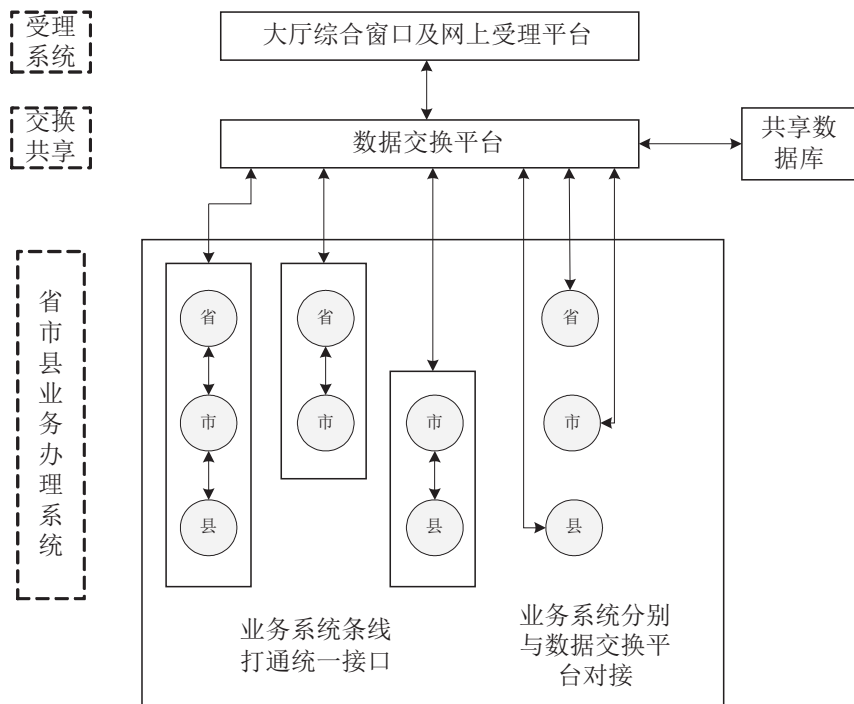 受理
系统
大厅综合窗口及网上受理平台
交换
共享
数据交换平台
共享数
据库
省
市
县
业
务
办
理
系
统
省
市
县
省
市
市
县
省
市
县
业务系统条线
打通统一接口
业务系统分别
与数据交换平
台对接